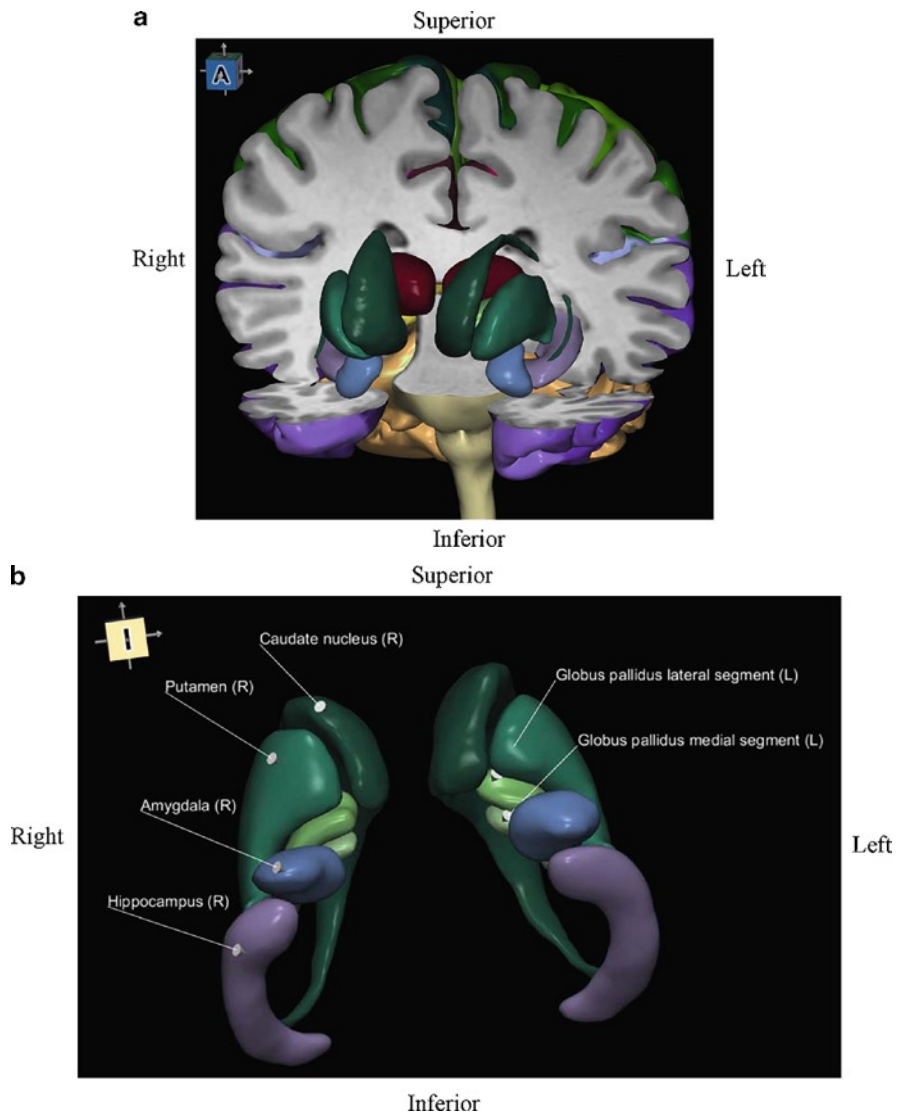 a
Superior
A
Right
Left
Inferior
b
Superior
I
Caudate nucleus (R)
Globus pallidus lateral segment (L)
Putamen (R)
Globus pallidus medial segment (L)
Amygdala (R)
Right
Left
Hippocampus (R)
Inferior